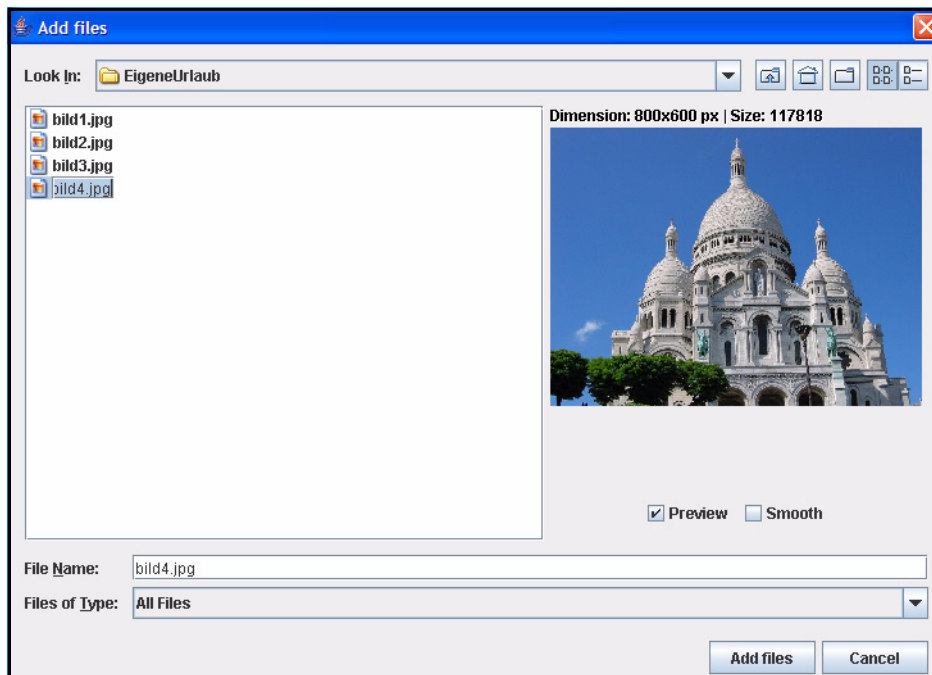 Add files
Look In: EigeneUrlaub
bild1.jpg
bild2.jpg
bild3.jpg
bild4.jpg
Dimension: 800x600 px | Size: 117818
Preview Smooth
File Name: bild4.jpg
Files of Type: All Files
Add files Cancel